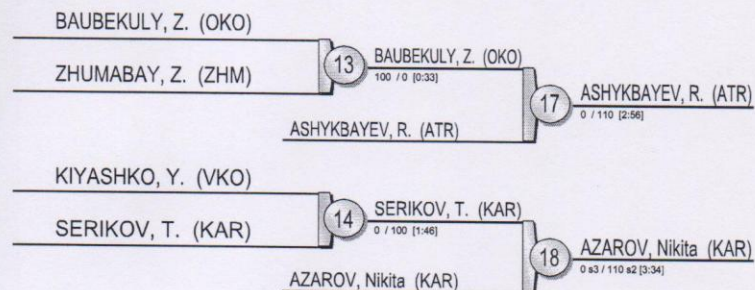 BAUBEKULY, Z. (OKO)
13
BAUBEKULY, Z. (OKO)
100 / 0 [0:33]
ZHUMABAY, Z. (ZHM)
17
ASHYKBAYEV, R. (ATR)
0 / 110 [2:56]
ASHYKBAYEV, R. (ATR)
KIYASHKO, Y. (VKO)
14
SERIKOV, T. (KAR)
0 / 100 [1:46]
SERIKOV, T. (KAR)
18
AZAROV, Nikita (KAR)
0 s3 / 110 s2 [3:34]
AZAROV, Nikita (KAR)